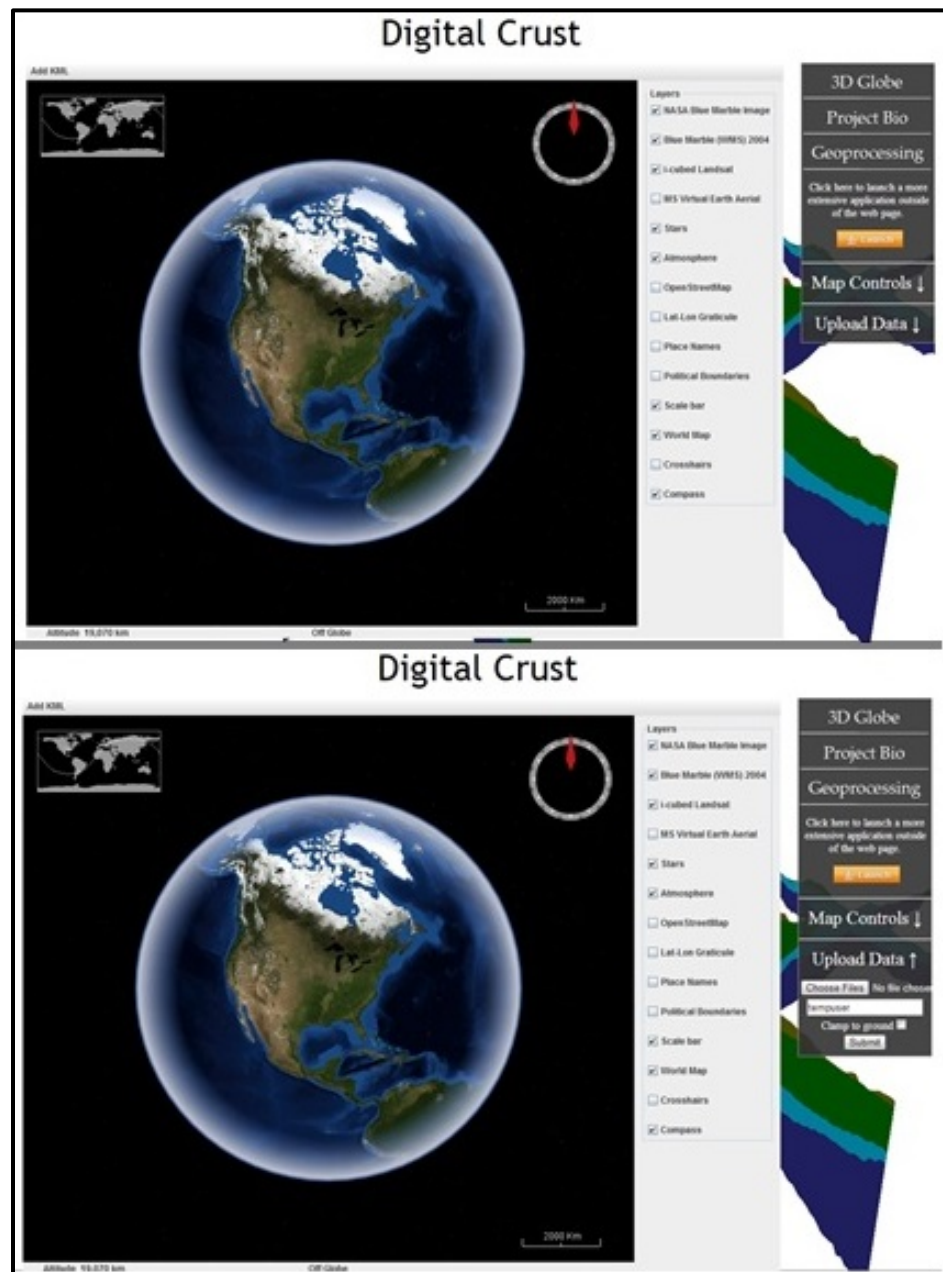 Digital Crust
Add KML
Layers
NASA Blue Marble Image
Blue Marble (WMS) 2004
i-cubed Landsat
MS Virtual Earth Aerial
Stars
Atmosphere
OpenStreetMap
Lat-Lon Graticule
Place Names
Political Boundaries
Scale bar
World Map
Crosshairs
Compass
2000 Km
Altitude 19,070 km
Off Globe
3D Globe
Project Bio
Geoprocessing
Click here to launch a more
extensive application outside
of the web page.
Launch
Map Controls ↓
Upload Data ↓
Digital Crust
Add KML
Layers
NASA Blue Marble Image
Blue Marble (WMS) 2004
i-cubed Landsat
MS Virtual Earth Aerial
Stars
Atmosphere
OpenStreetMap
Lat-Lon Graticule
Place Names
Political Boundaries
Scale bar
World Map
Crosshairs
Compass
2000 Km
Altitude 19,070 km
Off Globe
3D Globe
Project Bio
Geoprocessing
Click here to launch a more
extensive application outside
of the web page.
Launch
Map Controls ↓
Upload Data ↑
Choose Files No file chosen
tempuser
Clamp to ground
Submit